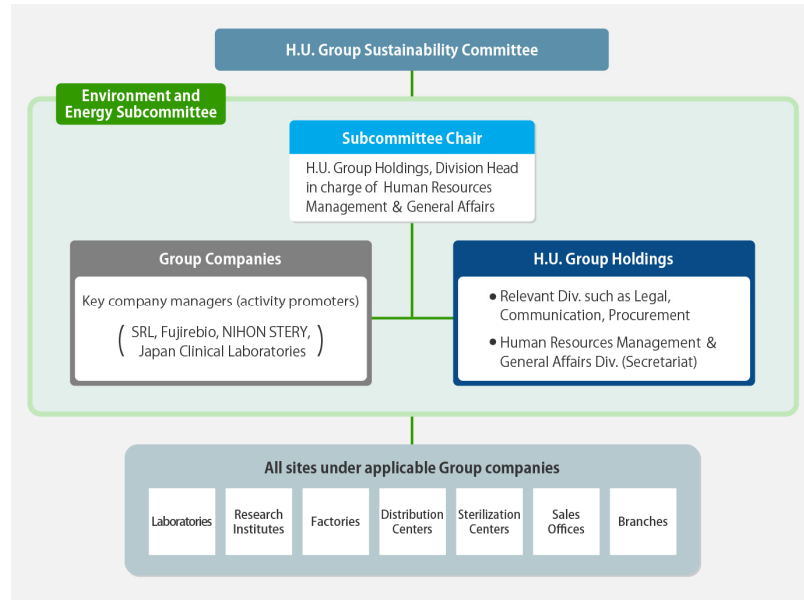 H.U. Group Sustainability Committee
Environment and
Energy Subcommittee
Subcommittee Chair
H.U. Group Holdings, Division Head
in charge of Human Resources
Management & General Affairs
Group Companies
Key company managers (activity promoters)
( SRL, Fujirebio, NIHON STERY,
Japan Clinical Laboratories )
H.U. Group Holdings
● Relevant Div. such as Legal,
Communication, Procurement
● Human Resources Management &
General Affairs Div. (Secretariat)
All sites under applicable Group companies
Laboratories
Research
Institutes
Factories
Distribution
Centers
Sterilization
Centers
Sales
Offices
Branches